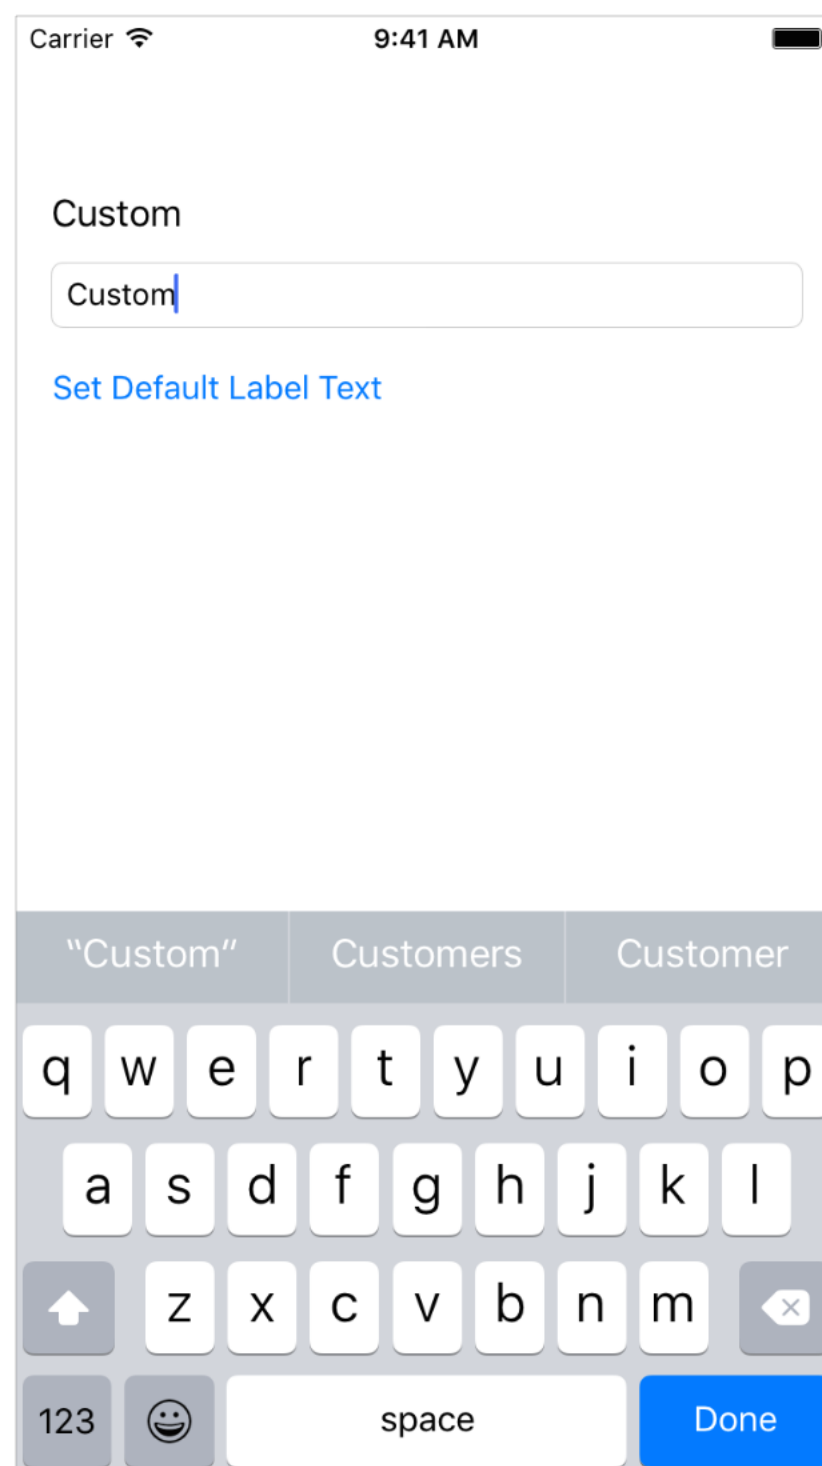 Carrier 9:41 AM
Custom
Custom
Set Default Label Text
"Custom" Customers Customer
q w e r t y u i o p
a s d f g h j k l
z x c v b n m
123 space Done